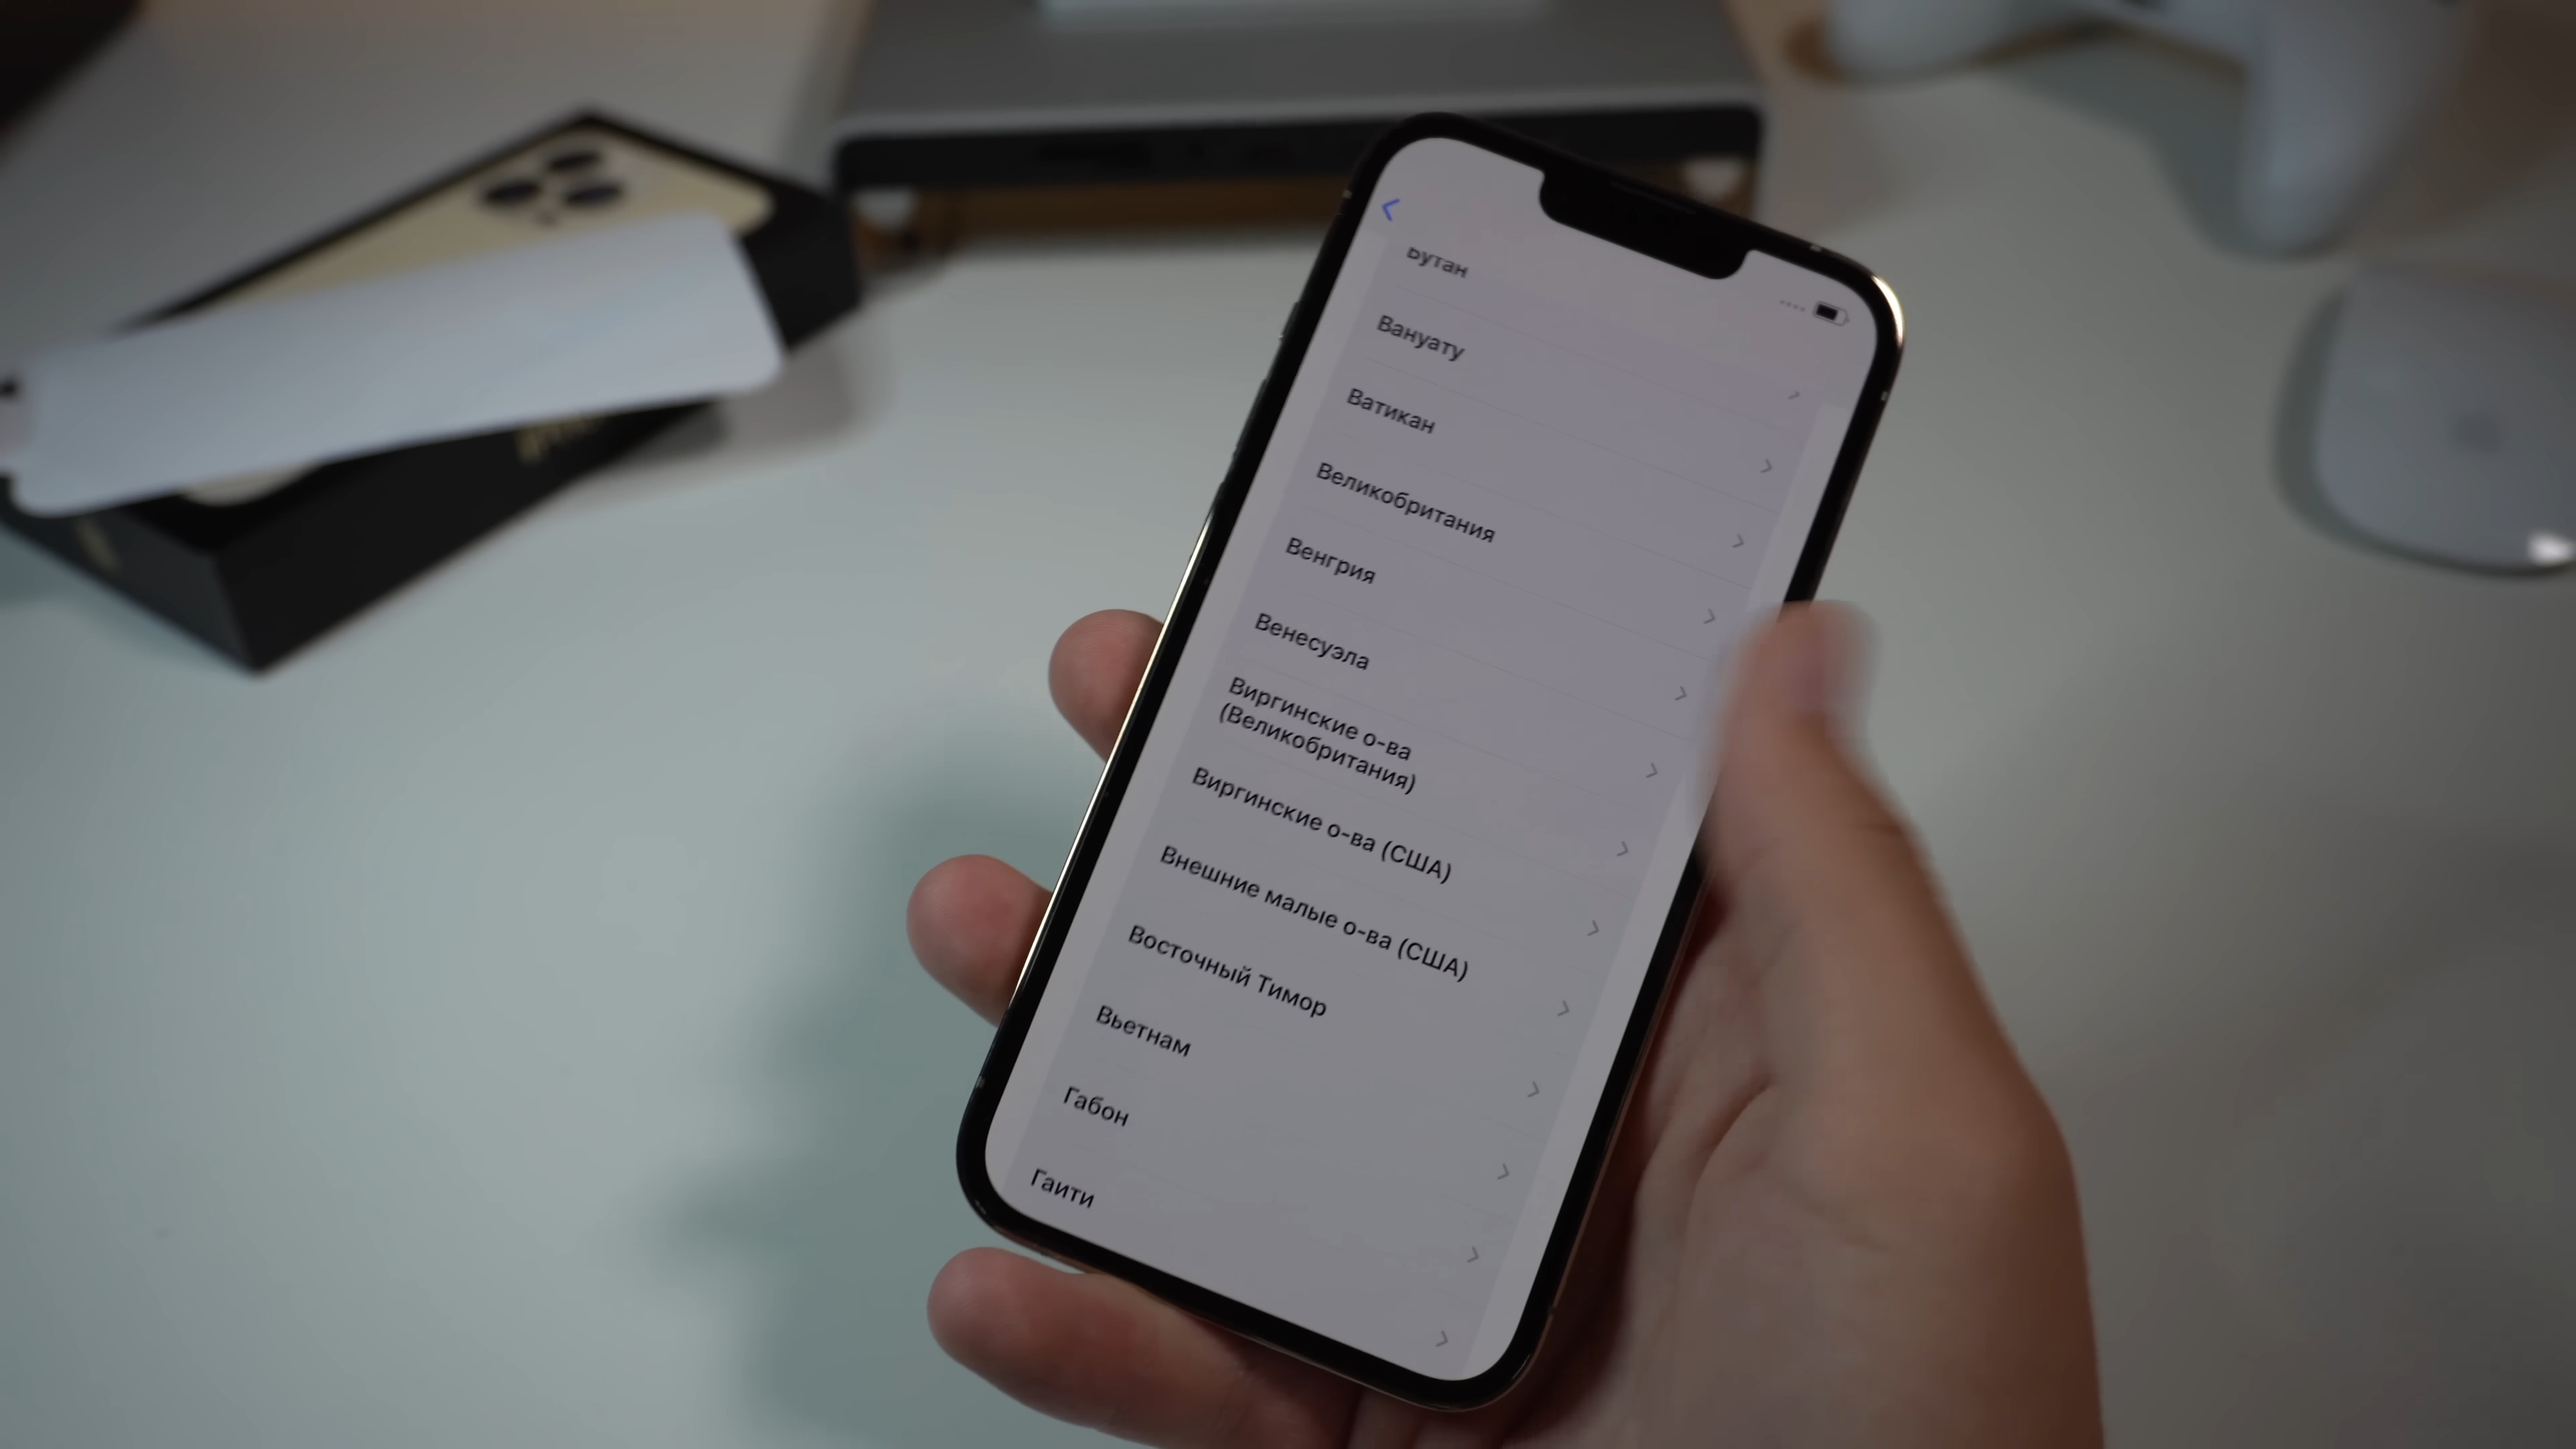 Бутан
Вануату
Ватикан
Великобритания
Венгрия
Венесуэла
Виргинские о-ва
(Великобритания)
Виргинские о-ва (США)
Внешние малые о-ва (США)
Восточный Тимор
Вьетнам
Габон
Гаити